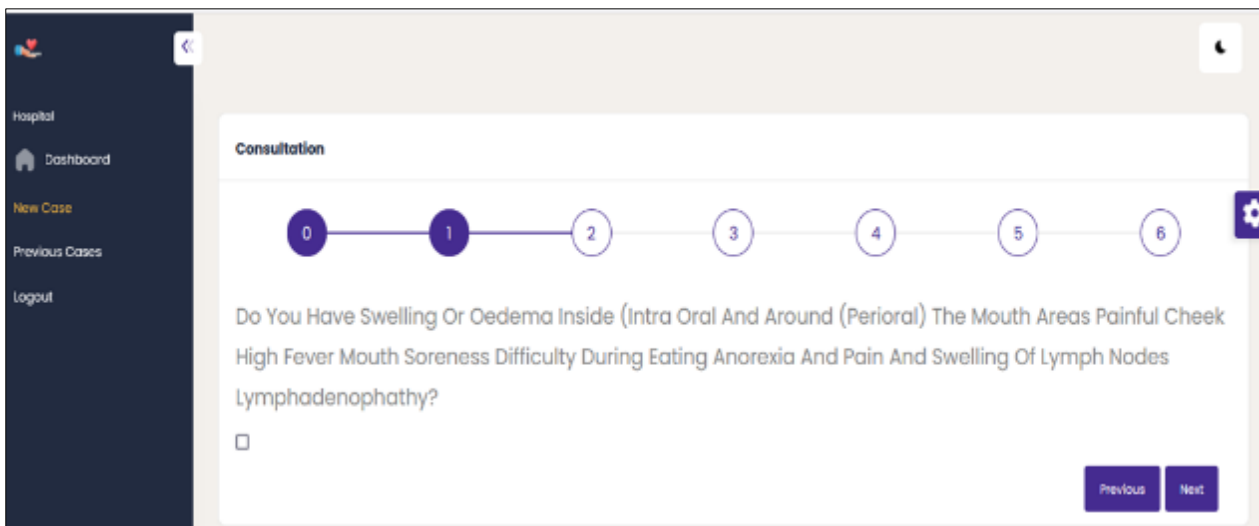 Hospital
Dashboard
New Case
Previous Cases
Logout
Consultation
0 1 2 3 4 5 6
Do You Have Swelling Or Oedema Inside (Intra Oral And Around (Perioral) The Mouth Areas Painful Cheek
High Fever Mouth Soreness Difficulty During Eating Anorexia And Pain And Swelling Of Lymph Nodes
Lymphadenophathy?
Previous Next